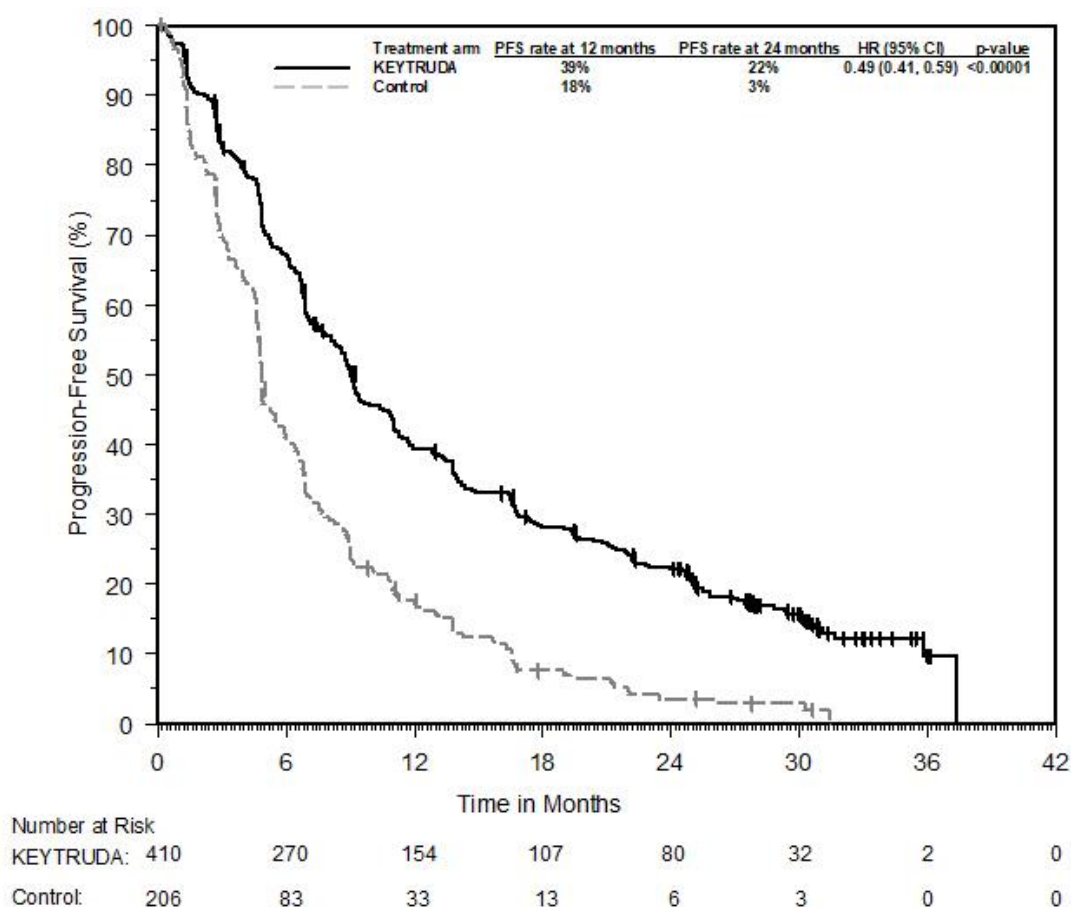 Treatment arm PFS rate at 12 months PFS rate at 24 months HR (95% CI) p-value
KEYTRUDA 39% 22% 0.49 (0.41, 0.59) <0.00001
Control 18% 3%
Progression-Free Survival (%)
100
90
80
70
60
50
40
30
20
10
0
0 6 12 18 24 30 36 42
Time in Months
Number at Risk
KEYTRUDA: 410 270 154 107 80 32 2 0
Control: 206 83 33 13 6 3 0 0